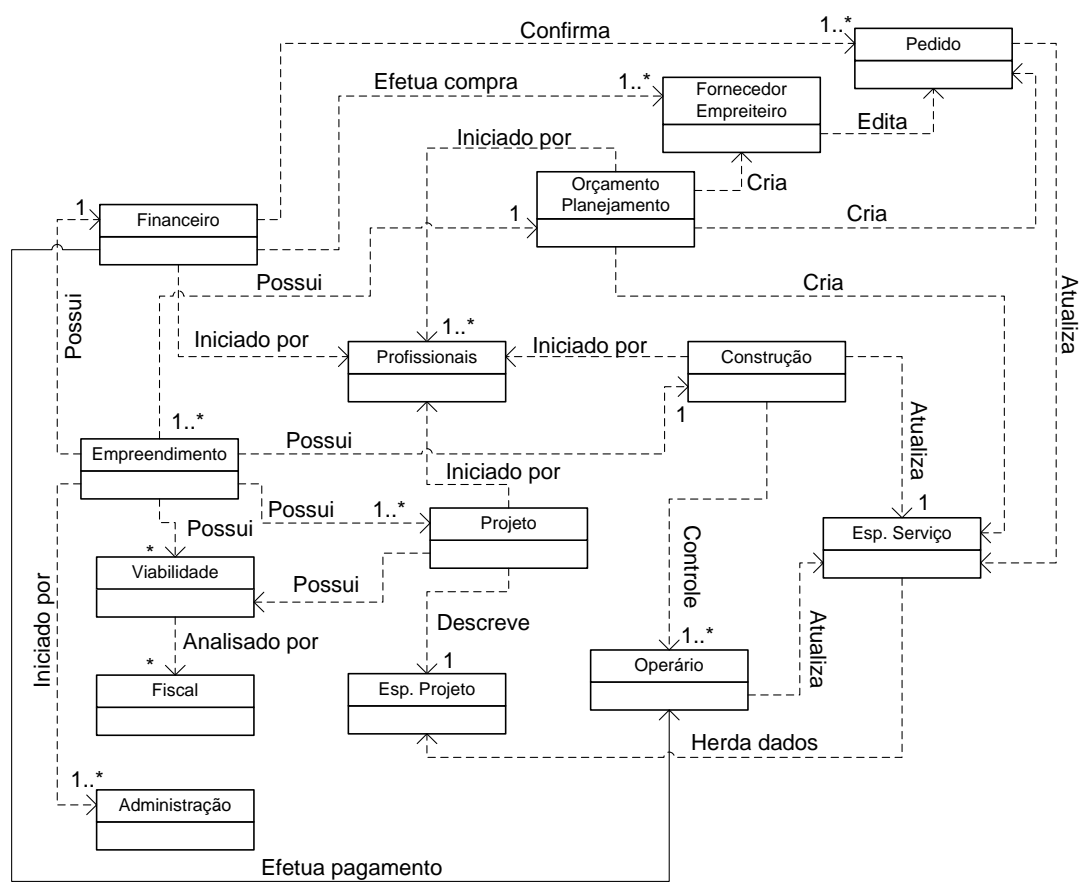 Confirma
1..*
Pedido
Efetua compra
1..*
Fornecedor
Empreiteiro
Edita
Iniciado por
Orçamento
Planejamento
Cria
1
Financeiro
1
Cria
Possui
Cria
Possui
Atualiza
1..*
Iniciado por
Profissionais
Iniciado por
Construção
1..*
Possui
1
Atualiza
Empreendimento
Iniciado por
Possui
1..*
Projeto
1
Esp. Serviço
Possui
*
Viabilidade
Possui
Controle
Iniciado por
Analisado por
Descreve
Atualiza
*
Fiscal
1
Esp. Projeto
1..*
Operário
Herda dados
1..*
Administração
Efetua pagamento